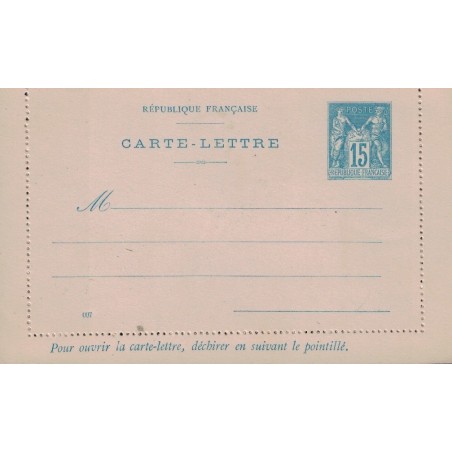 RÉPUBLIQUE FRANÇAISE
POSTE
CARTE-LETTRE
15
RÉPUBLIQUE FRANÇAISE
M
Pour ouvrir la carte-lettre, déchirer en suivant le pointillé.